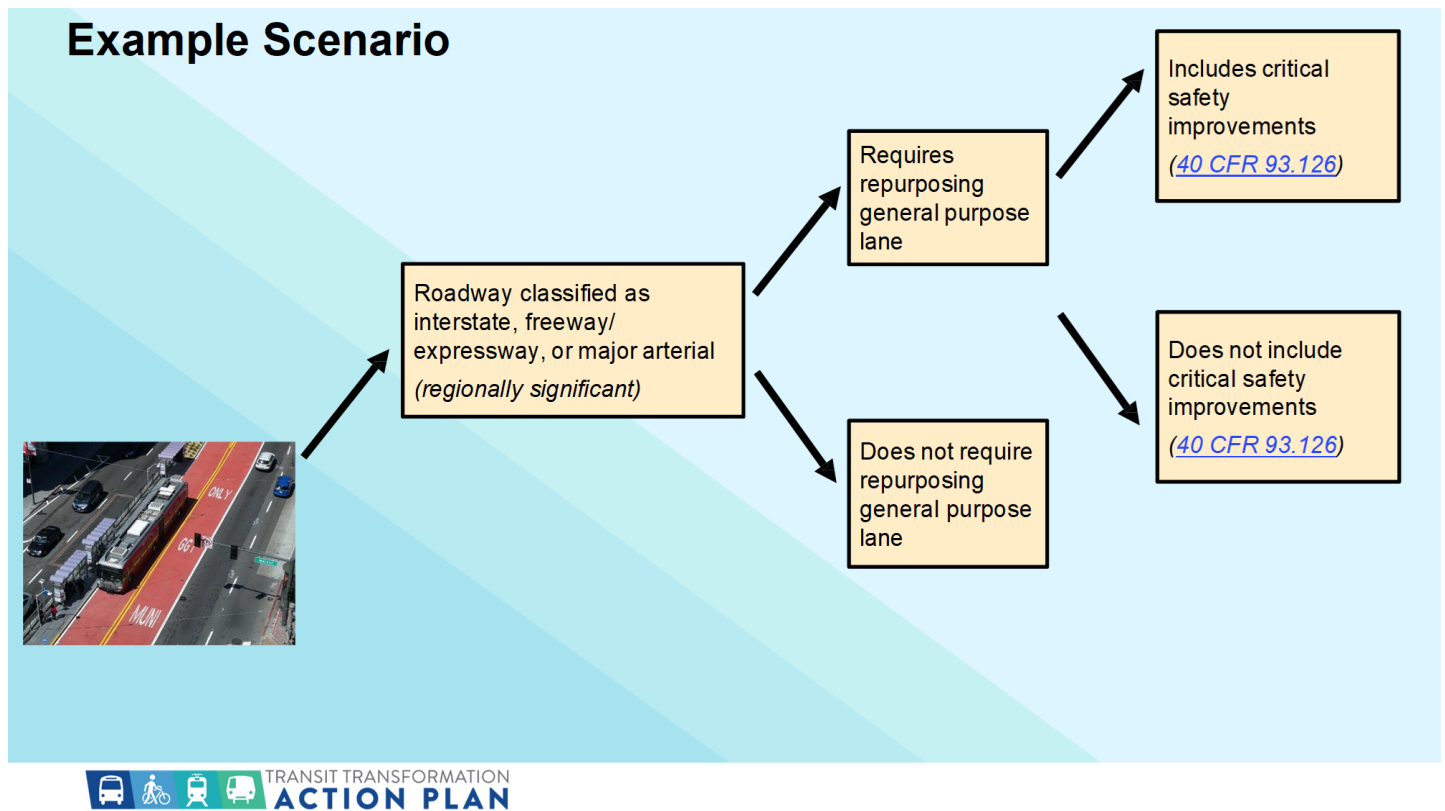 Example Scenario
Includes critical
safety
improvements
(40 CFR 93.126)
Requires
repurposing
general purpose
lane
Roadway classified as
interstate, freeway/
expressway, or major arterial
(regionally significant)
Does not include
critical safety
improvements
(40 CFR 93.126)
Does not require
repurposing
general purpose
lane
ONLY
GGT
MUNI
TRANSIT TRANSFORMATION
ACTION PLAN